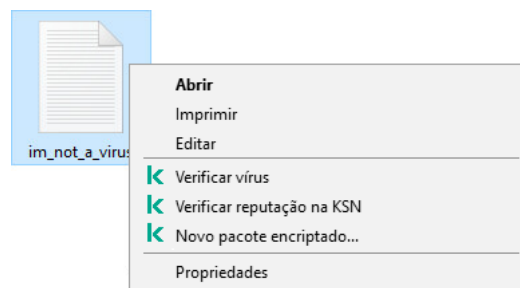 Abrir
Imprimir
Editar
im_not_a_virus
Verificar vírus
Verificar reputação na KSN
Novo pacote encriptado...
Propriedades